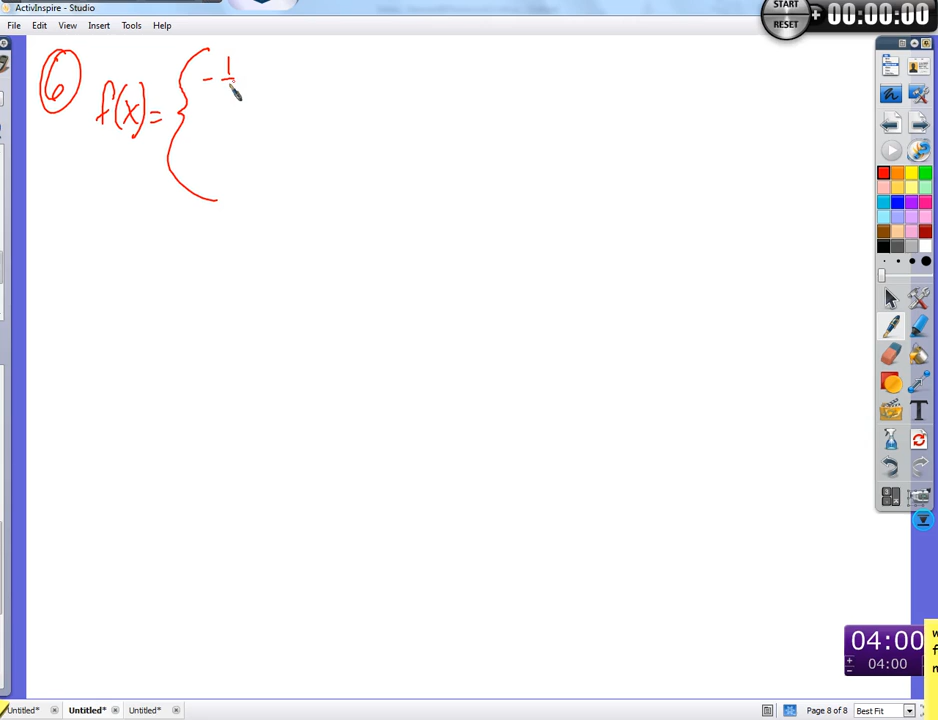 ActivInspire - Studio
START
RESET
00:00:00
File Edit View Insert Tools Help
6 f(x)= { - 1
04:00
04:00
Untitled* Untitled* Untitled* Page 8 of 8 Best Fit